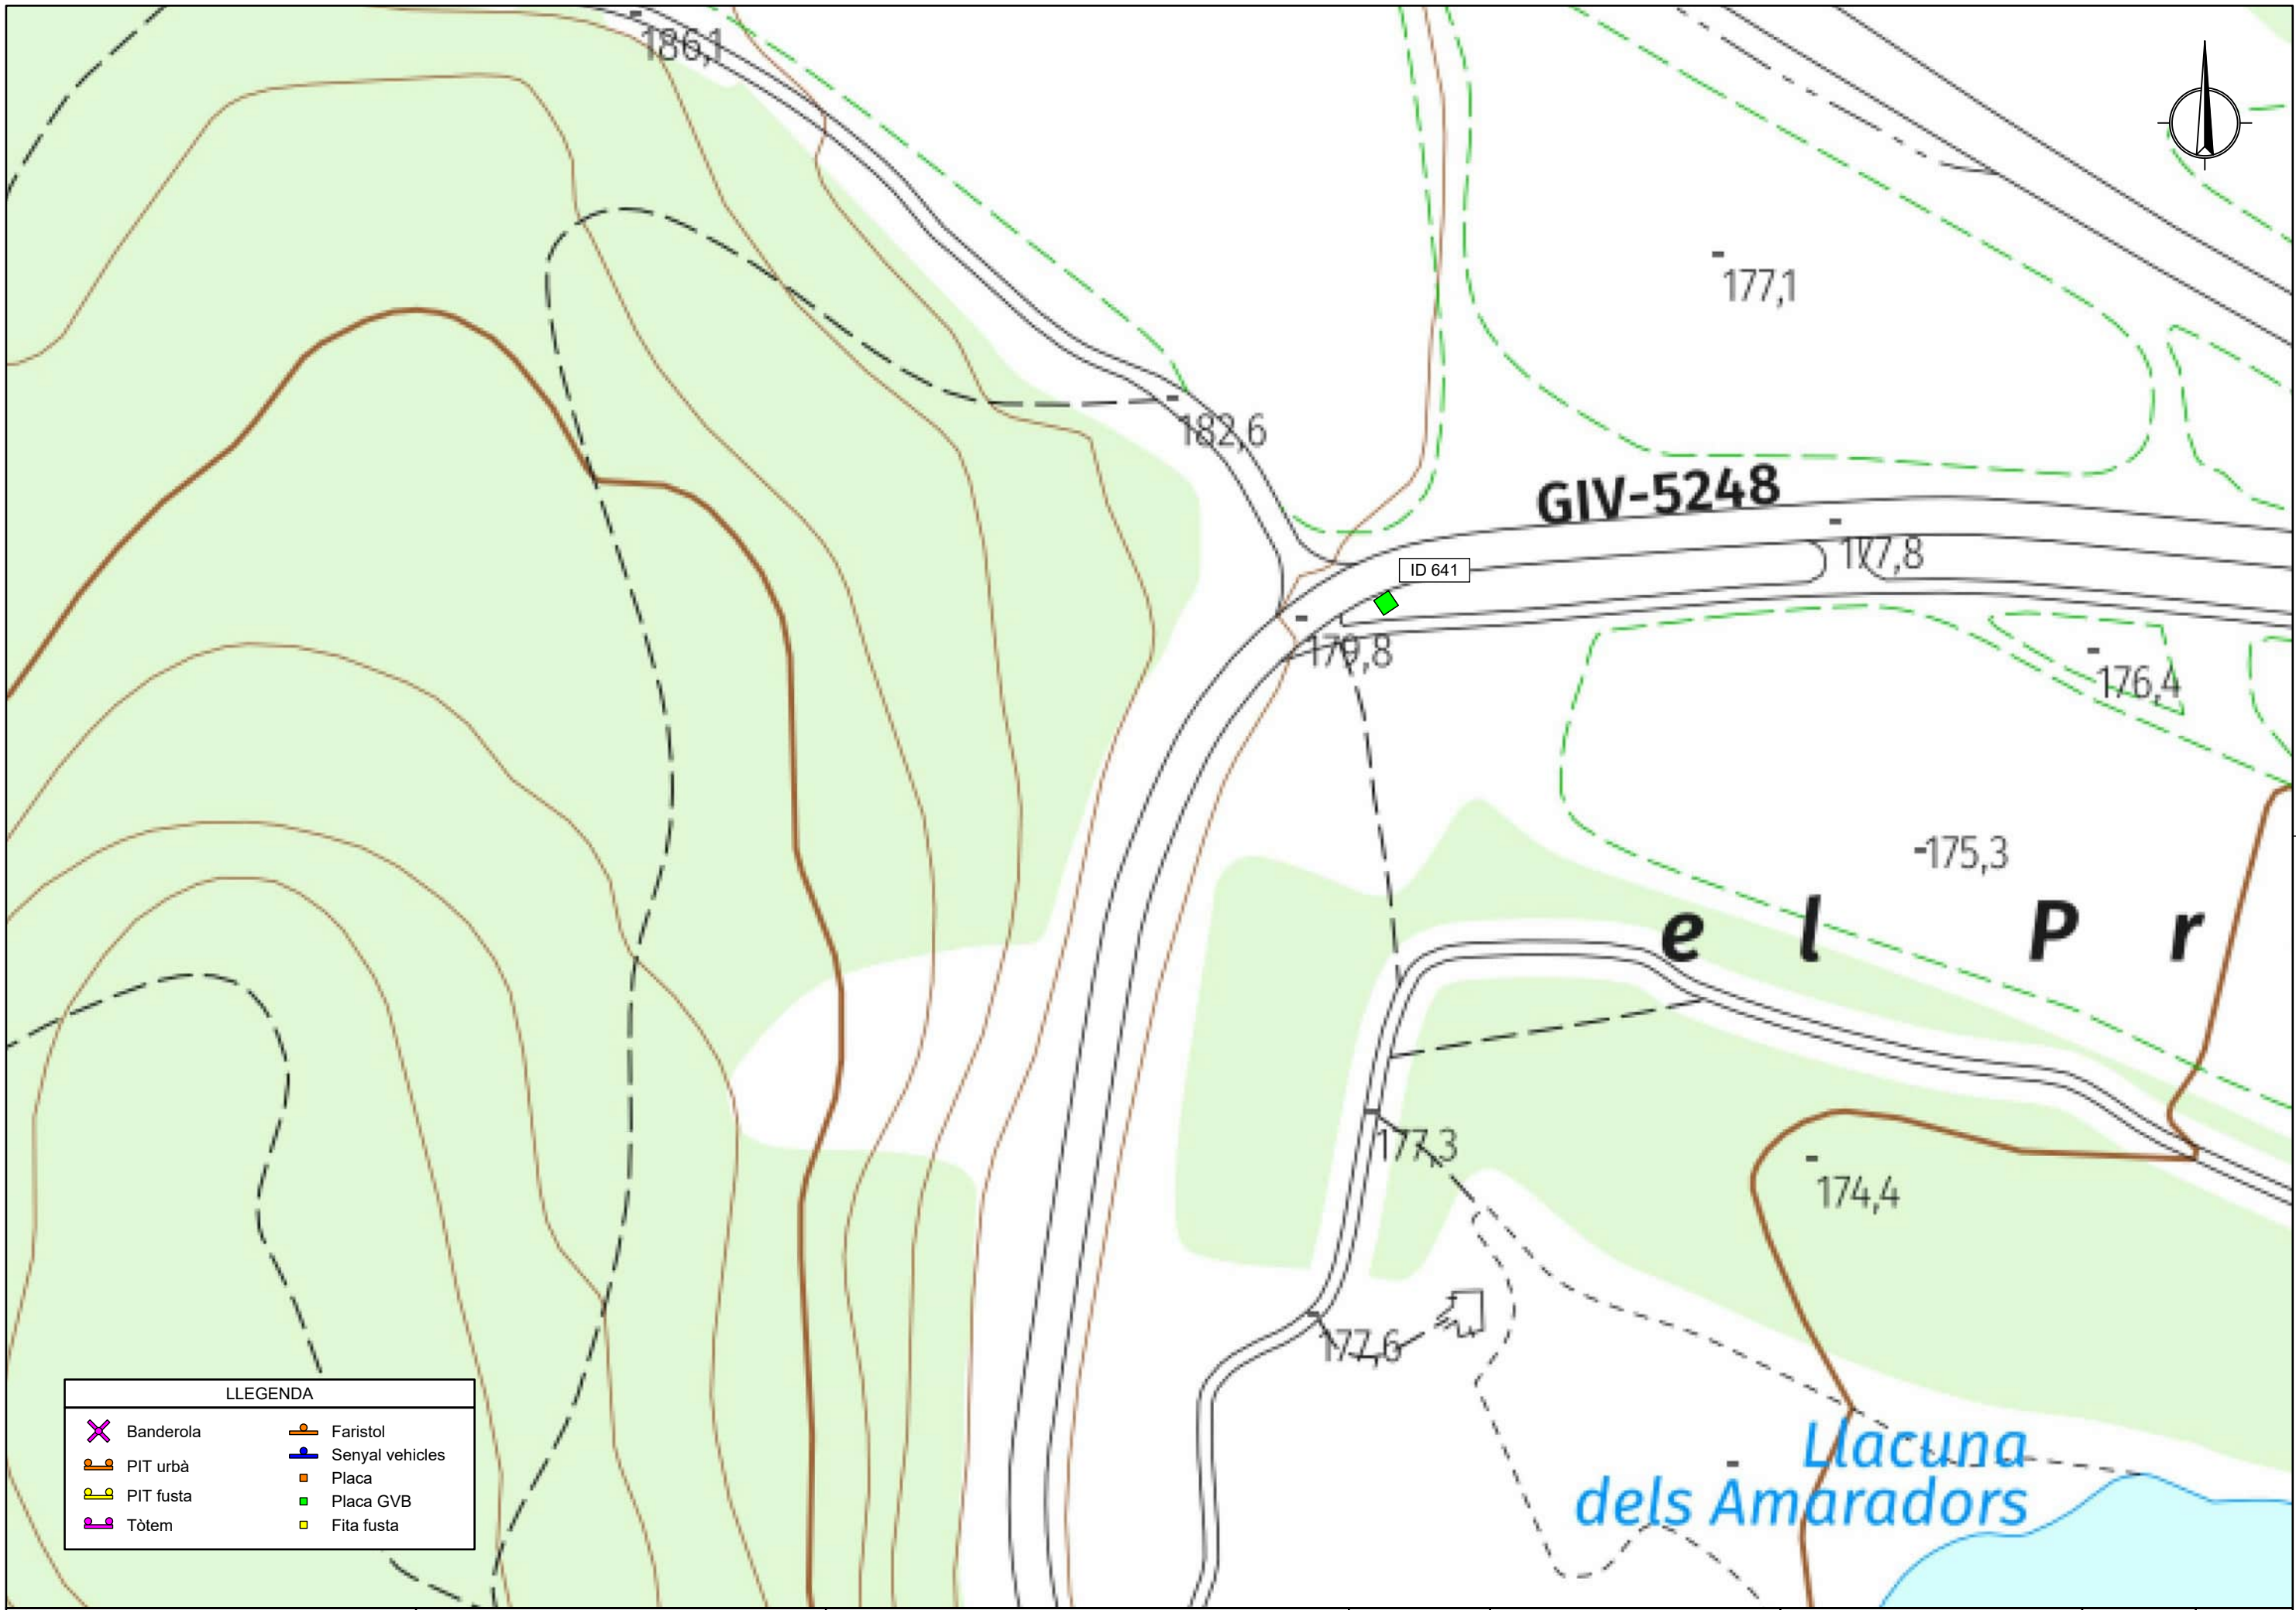 186,1
177,1
182,6
GIV-5248
177,8
ID 641
179,8
176,4
175,3
el Pr
177,3
174,4
177,6
Llacuna
dels Amaradors
LLEGENDA
Banderola
PIT urbà
PIT fusta
Tòtem
Faristol
Senyal vehicles
Placa
Placa GVB
Fita fusta